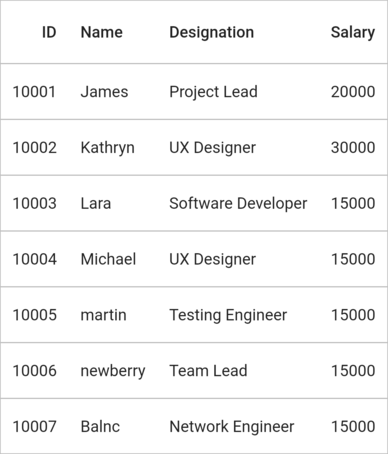 ID Name Designation Salary
10001 James Project Lead 20000
10002 Kathryn UX Designer 30000
10003 Lara Software Developer 15000
10004 Michael UX Designer 15000
10005 martin Testing Engineer 15000
10006 newberry Team Lead 15000
10007 Balnc Network Engineer 15000